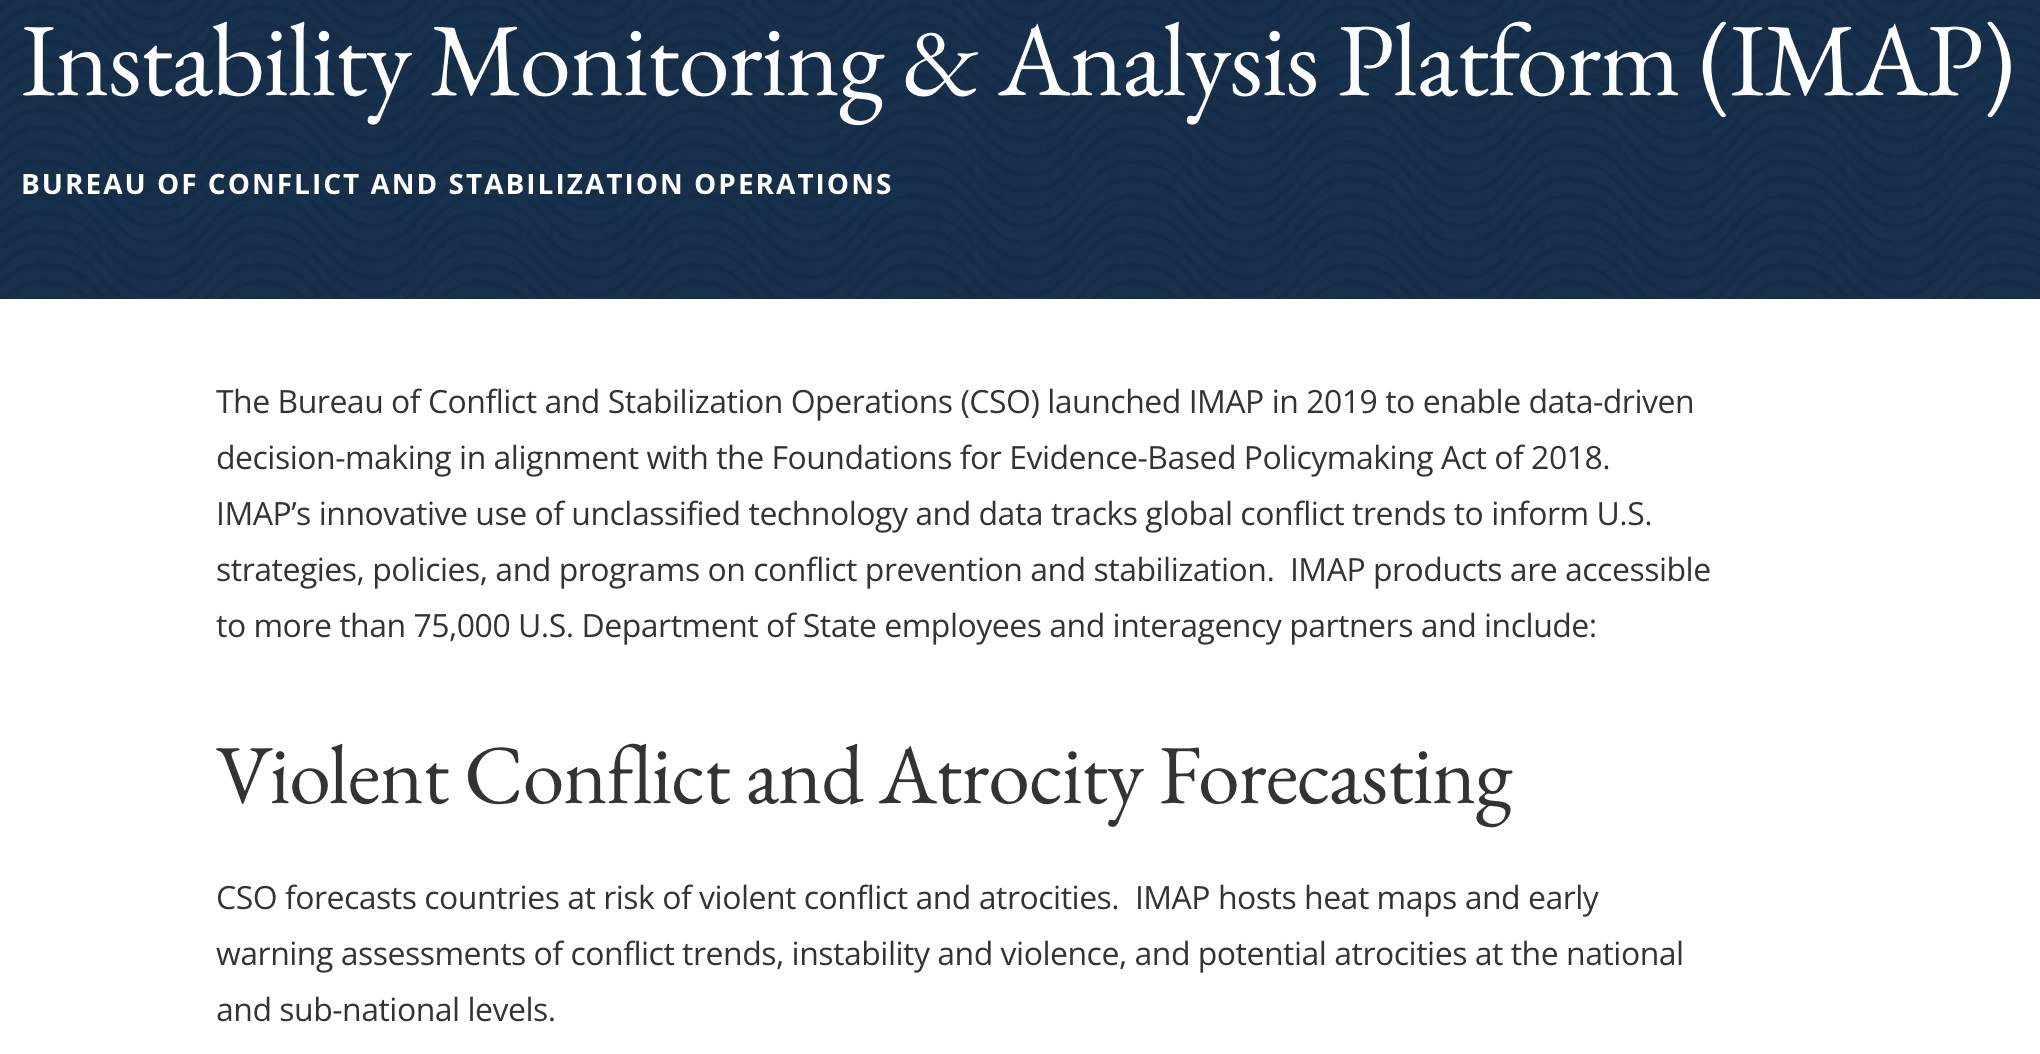 Instability Monitoring & Analysis Platform (IMAP)
BUREAU OF CONFLICT AND STABILIZATION OPERATIONS
The Bureau of Conflict and Stabilization Operations (CSO) launched IMAP in 2019 to enable data-driven
decision-making in alignment with the Foundations for Evidence-Based Policymaking Act of 2018.
IMAP’s innovative use of unclassified technology and data tracks global conflict trends to inform U.S.
strategies, policies, and programs on conflict prevention and stabilization.  IMAP products are accessible
to more than 75,000 U.S. Department of State employees and interagency partners and include:
Violent Conflict and Atrocity Forecasting
CSO forecasts countries at risk of violent conflict and atrocities.  IMAP hosts heat maps and early
warning assessments of conflict trends, instability and violence, and potential atrocities at the national
and sub-national levels.